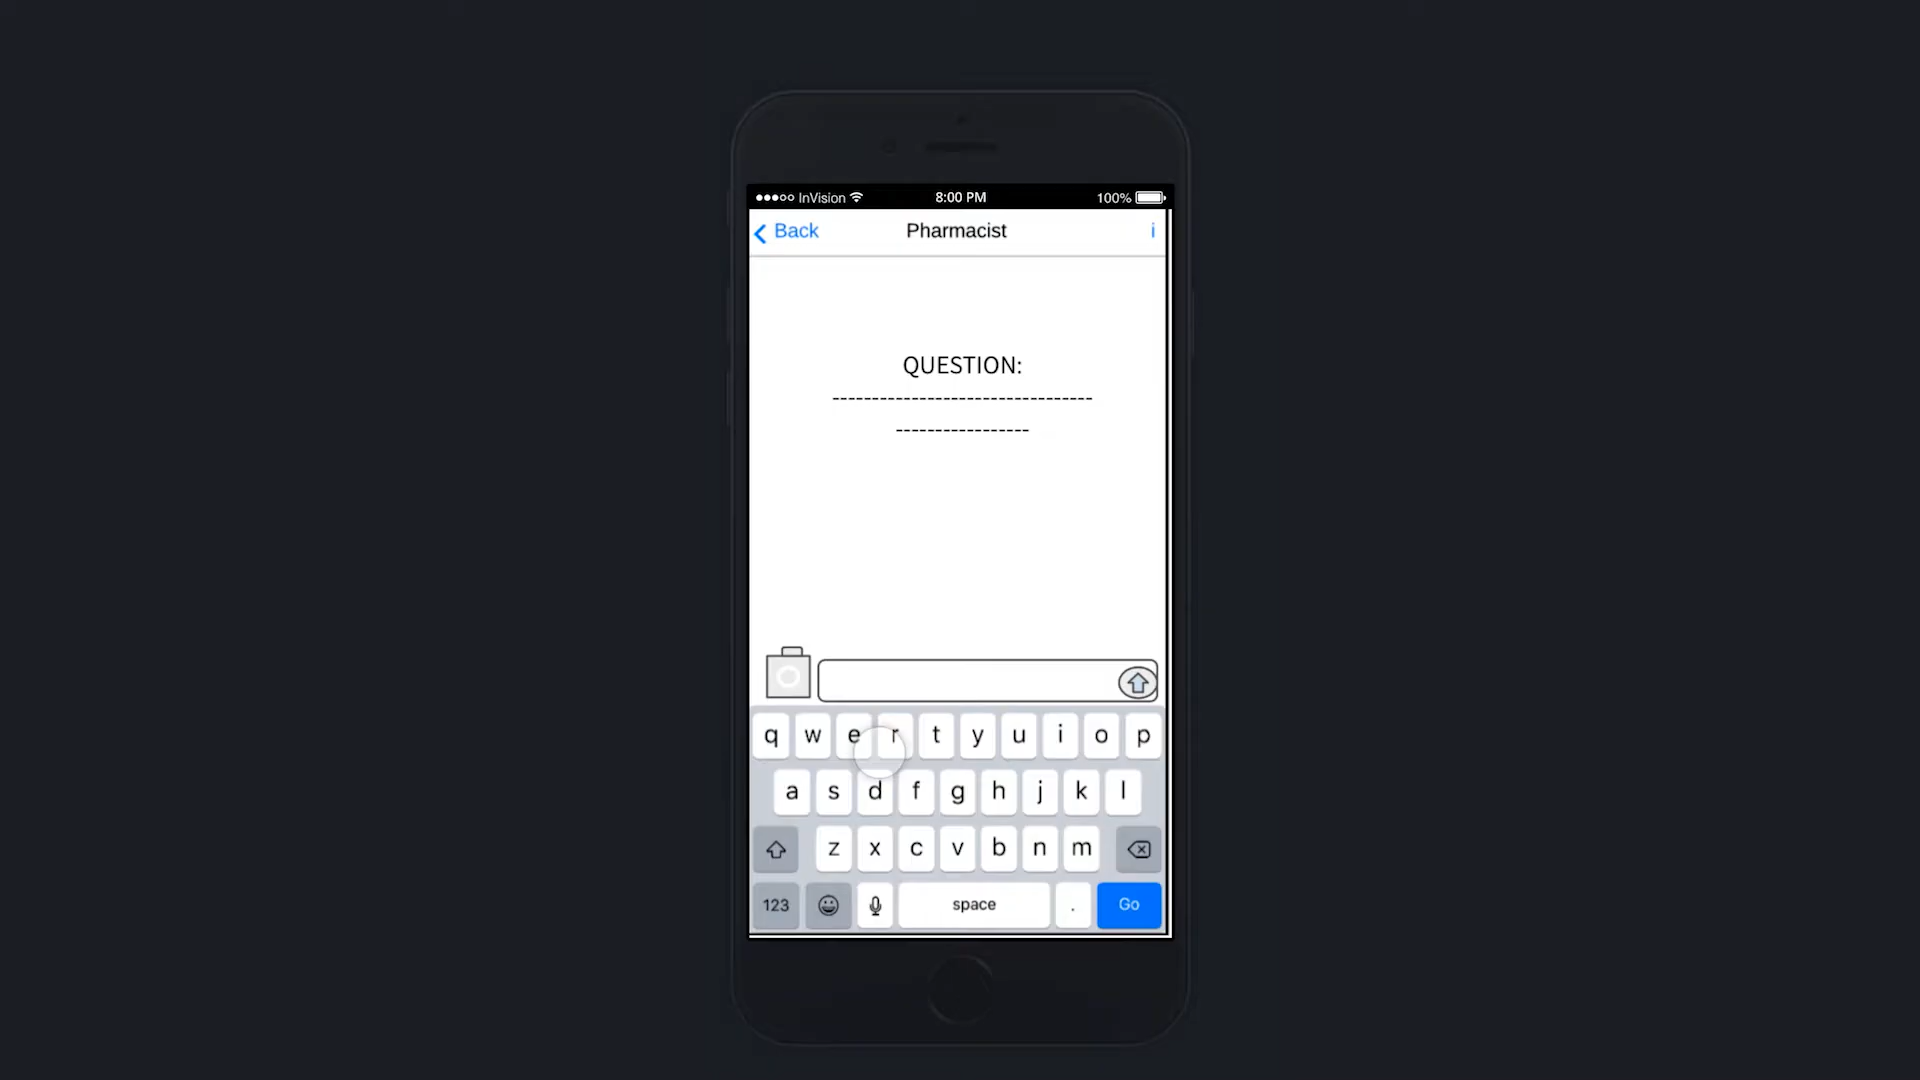 InVision 8:00 PM 100%
Back Pharmacist i
QUESTION:
----------------------------------
-----------------
q w e r t y u i o p
a s d f g h j k l
z x c v b n m
123 space . Go